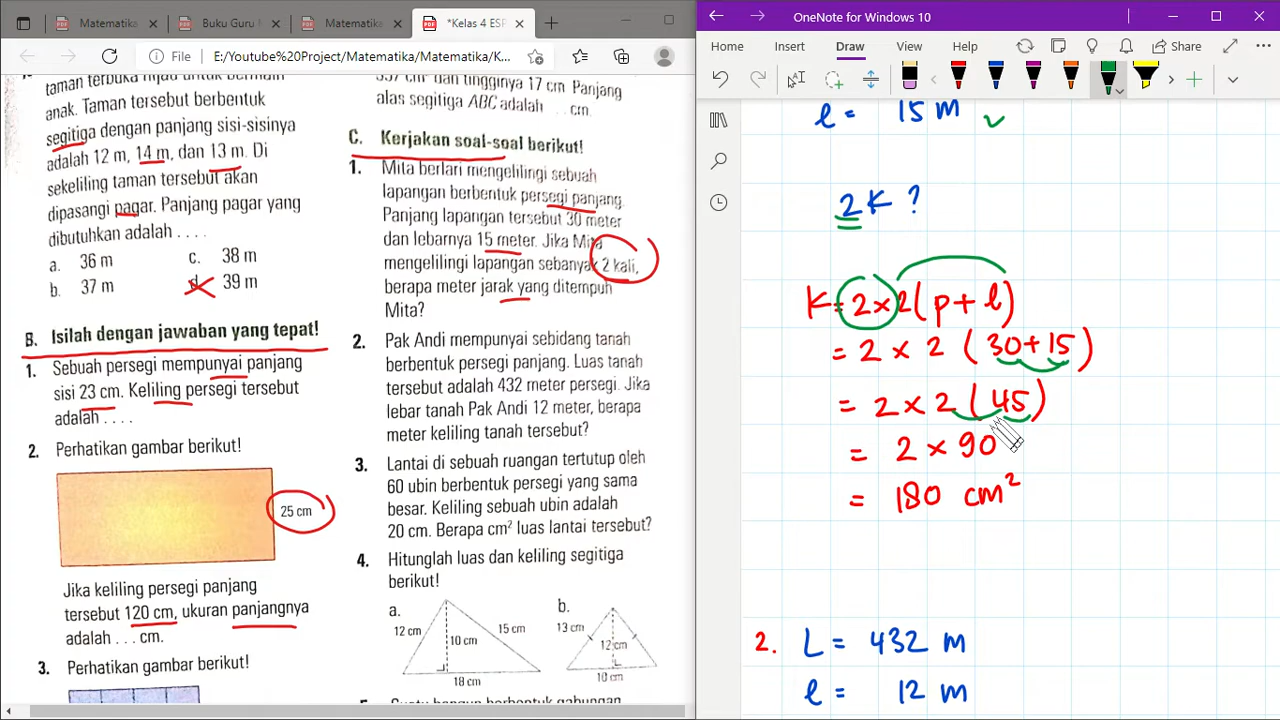 Matematika
Buku Guru M
Matematika
*Kelas 4 ESP
File
E:/Youtube%20Project/Matematika/Matematika/K...
taman terbuka hijau untuk bermain
anak. Taman tersebut berbentuk
segitiga dengan panjang sisi-sisinya
adalah 12 m, 14 m, dan 13 m. Di
sekeliling taman tersebut akan
dipasangi pagar. Panjang pagar yang
dibutuhkan adalah . . . .
a. 36 m c. 38 m
b. 37 m d. 39 m
B. Isilah dengan jawaban yang tepat!
1. Sebuah persegi mempunyai panjang
sisi 23 cm. Keliling persegi tersebut
adalah . . . .
2. Perhatikan gambar berikut!
25 cm
Jika keliling persegi panjang
tersebut 120 cm, ukuran panjangnya
adalah . . . cm.
3. Perhatikan gambar berikut!
357 cm² dan tingginya 17 cm. Panjang
alas segitiga ABC adalah . . . cm.
C. Kerjakan soal-soal berikut!
1. Mita berlari mengelilingi sebuah
lapangan berbentuk persegi panjang.
Panjang lapangan tersebut 30 meter
dan lebarnya 15 meter. Jika Mita
mengelilingi lapangan sebanyak 2 kali,
berapa meter jarak yang ditempuh
Mita?
2. Pak Andi mempunyai sebidang tanah
berbentuk persegi panjang. Luas tanah
tersebut adalah 432 meter persegi. Jika
lebar tanah Pak Andi 12 meter, berapa
meter keliling tanah tersebut?
3. Lantai di sebuah ruangan tertutup oleh
60 ubin berbentuk persegi yang sama
besar. Keliling sebuah ubin adalah
20 cm. Berapa cm² luas lantai tersebut?
4. Hitunglah luas dan keliling segitiga
berikut!
a.
12 cm
10 cm
15 cm
18 cm
b.
13 cm
12 cm
10 cm
OneNote for Windows 10
Home Insert Draw View Help Share
l = 15 m
2 K ?
K = 2 × 2 ( p + l )
= 2 × 2 ( 30 + 15 )
= 2 × 2 ( 45 )
= 2 × 90
= 180 cm²
2. L = 432 m
l = 12 m